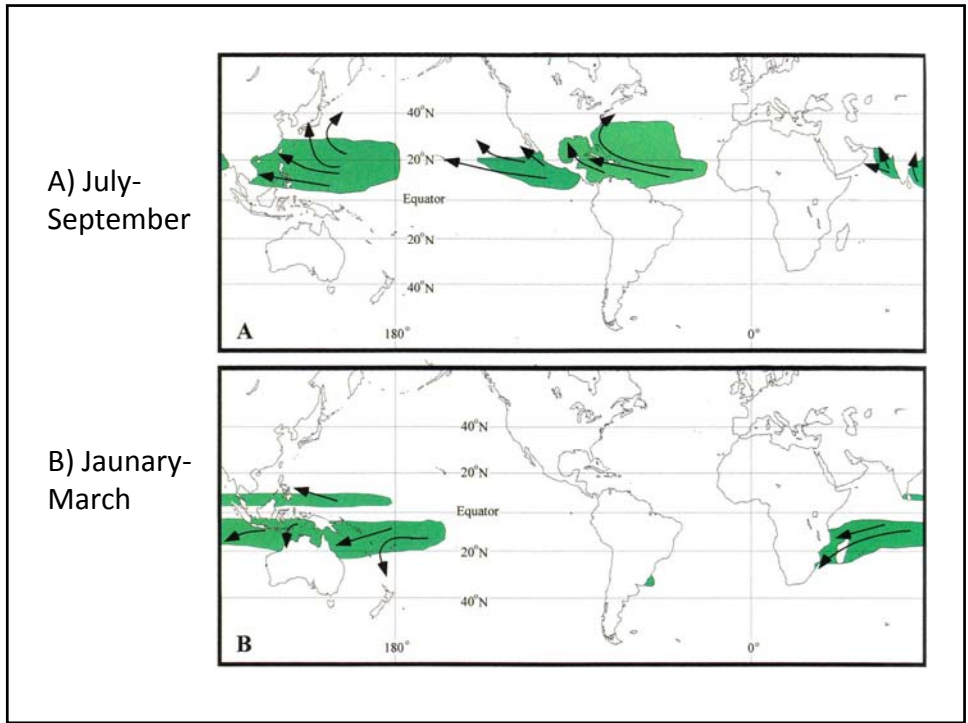 A) July-
September
40°N
20°N
Equator
20°N
40°N
A
180°
0°
B) Jaunary-
March
40°N
20°N
Equator
20°N
40°N
B
180°
0°